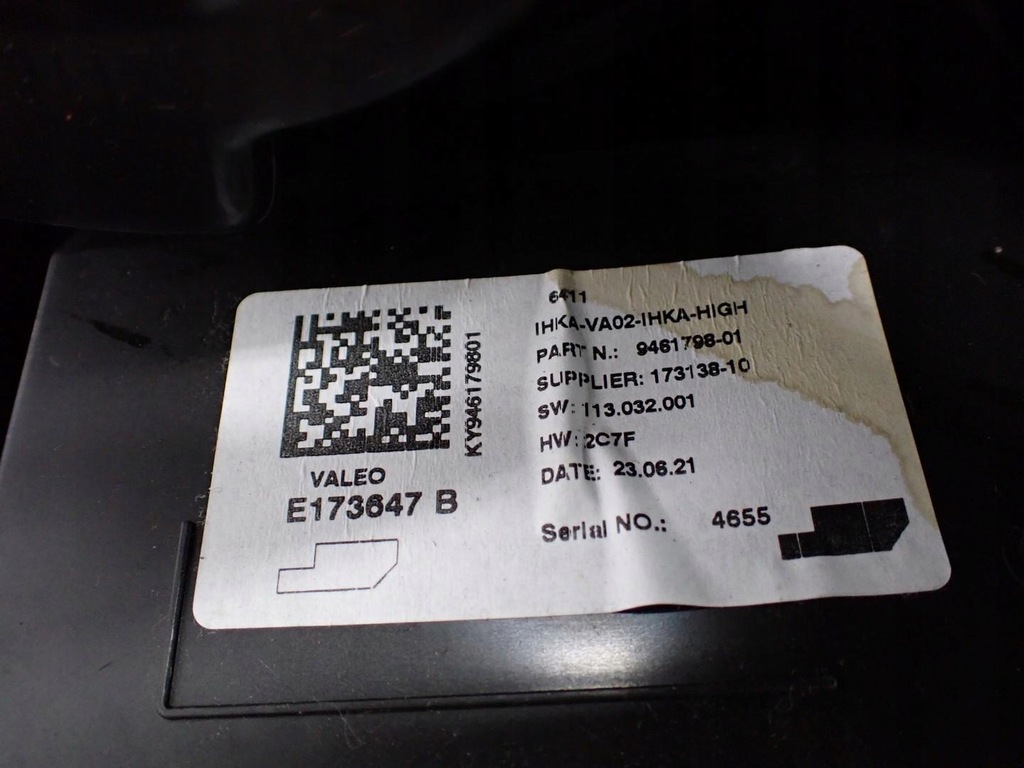 KY946179801
VALEO
E173647 B
6411
IHKA-VA02-IHKA-HIGH
PART N.: 9461798-01
SUPPLIER: 173138-10
SW: 113.032.001
HW: 2C7F
DATE: 23.06.21
Serial NO.: 4655